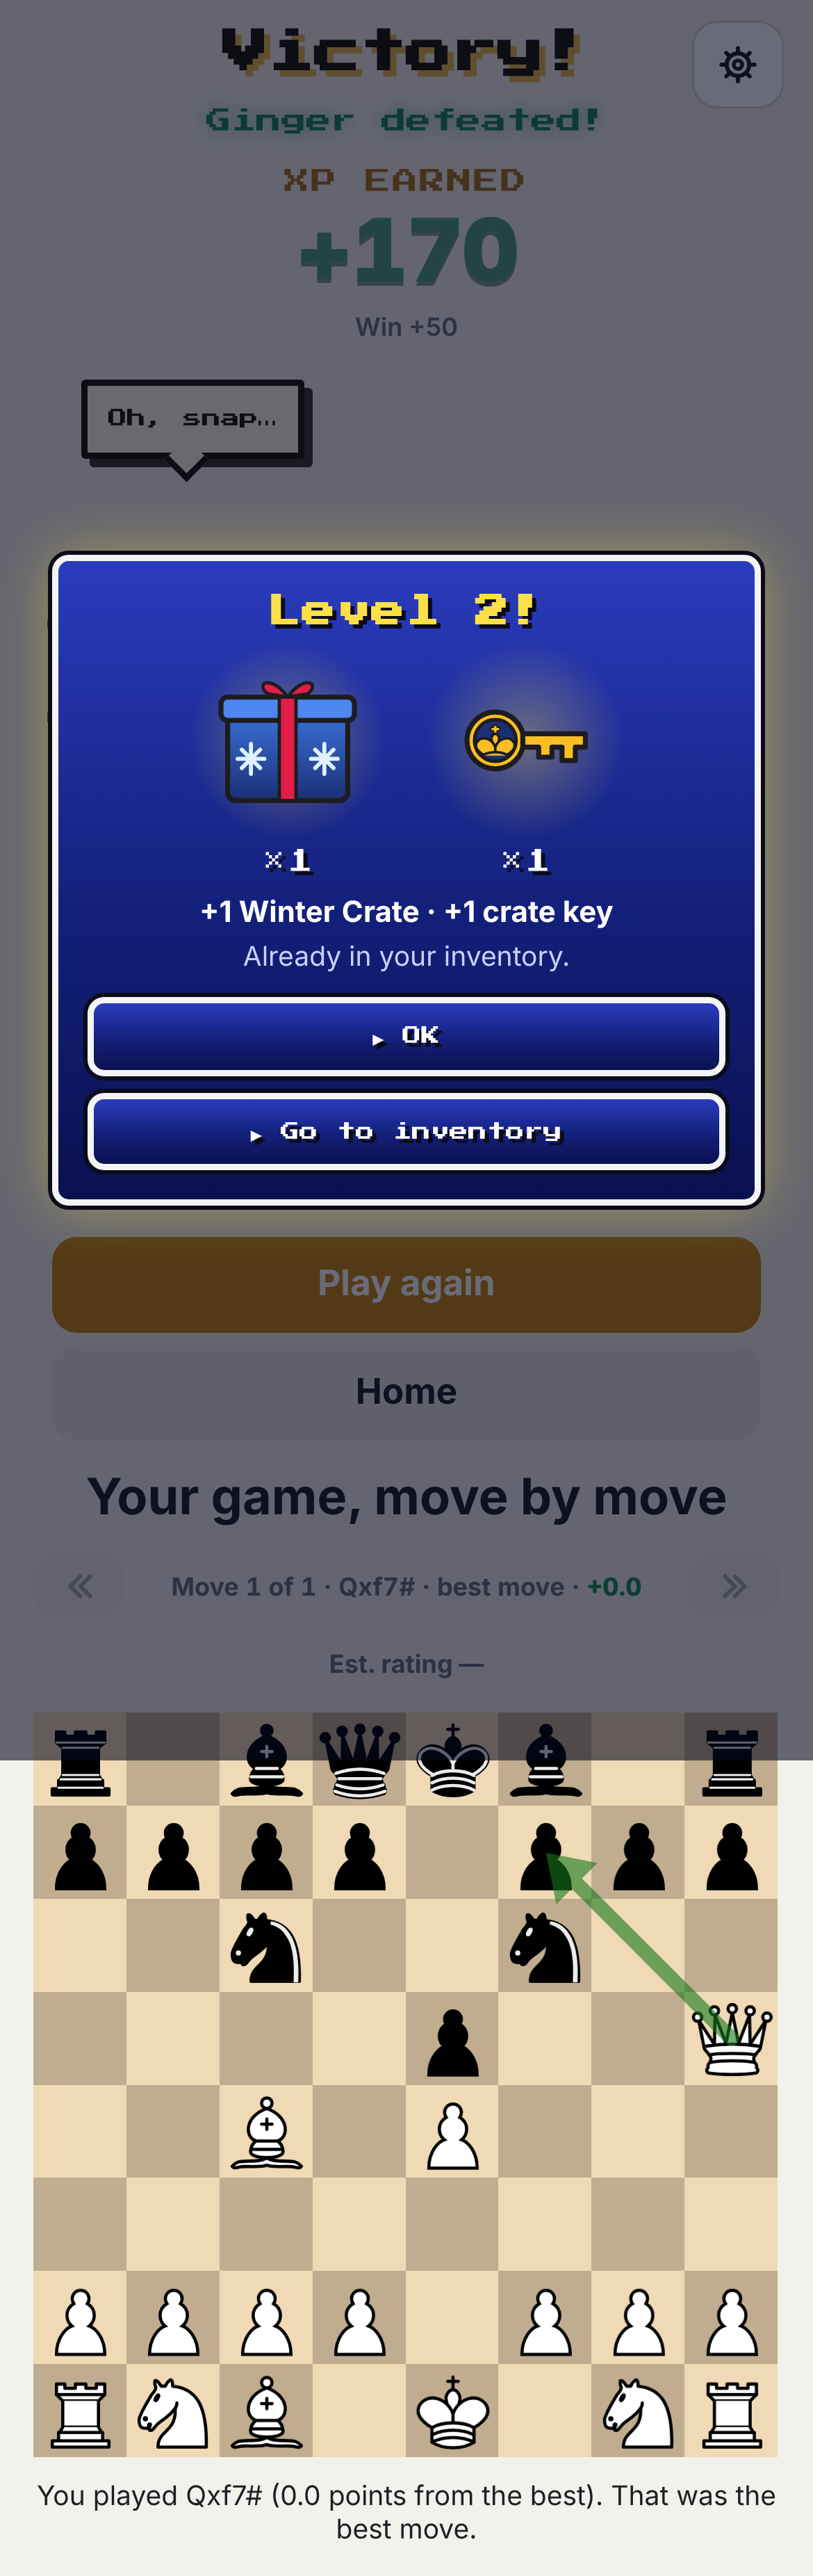 Victory!
Ginger defeated!
XP EARNED
+170
Win +50
Oh, snap…
Level 2!
×1 ×1
+1 Winter Crate · +1 crate key
Already in your inventory.
▶ OK
▶ Go to inventory
Play again
Home
Your game, move by move
« Move 1 of 1 · Qxf7# · best move · +0.0 »
Est. rating —
You played Qxf7# (0.0 points from the best). That was the
best move.